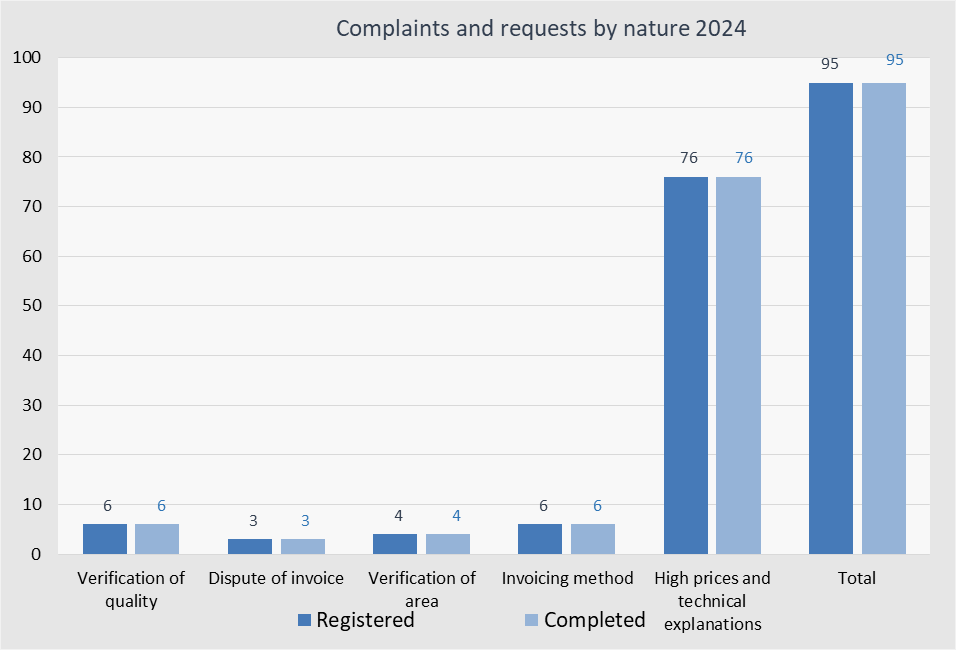 Complaints and requests by nature 2024
100
90
80
70
60
50
40
30
20
10
0
6 6
3 3
4 4
6 6
76 76
95 95
Verification of
quality
Dispute of invoice
Verification of
area
Invoicing method
High prices and
technical
explanations
Total
Registered
Completed